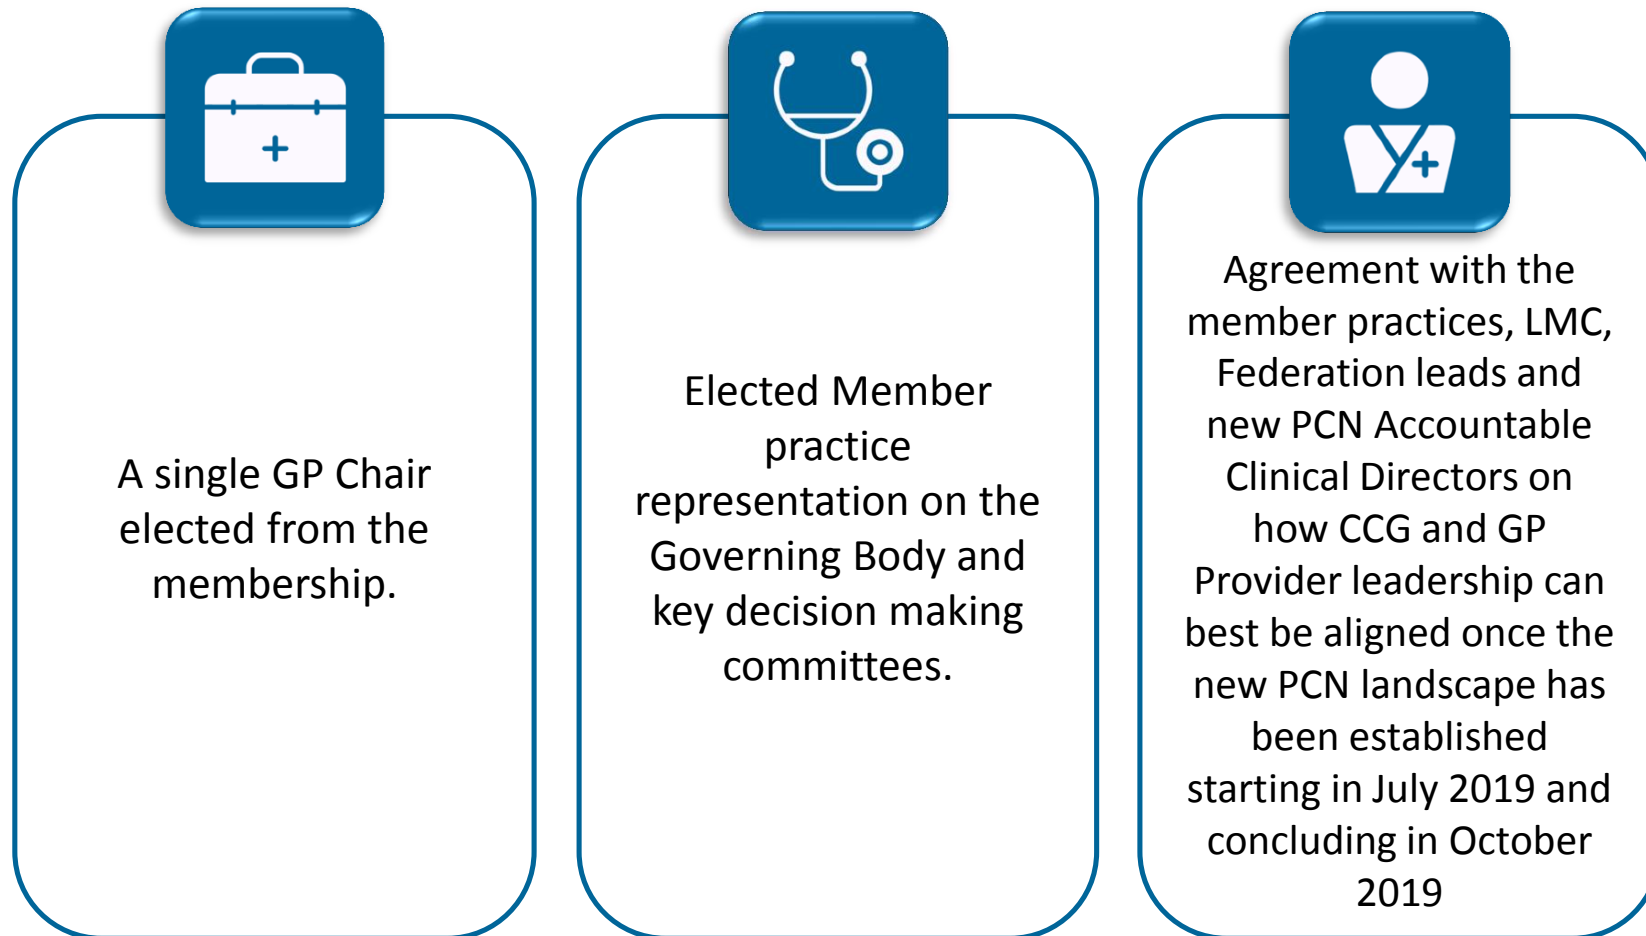 A single GP Chair
elected from the
membership.
Elected Member
practice
representation on the
Governing Body and
key decision making
committees.
Agreement with the
member practices, LMC,
Federation leads and
new PCN Accountable
Clinical Directors on
how CCG and GP
Provider leadership can
best be aligned once the
new PCN landscape has
been established
starting in July 2019 and
concluding in October
2019